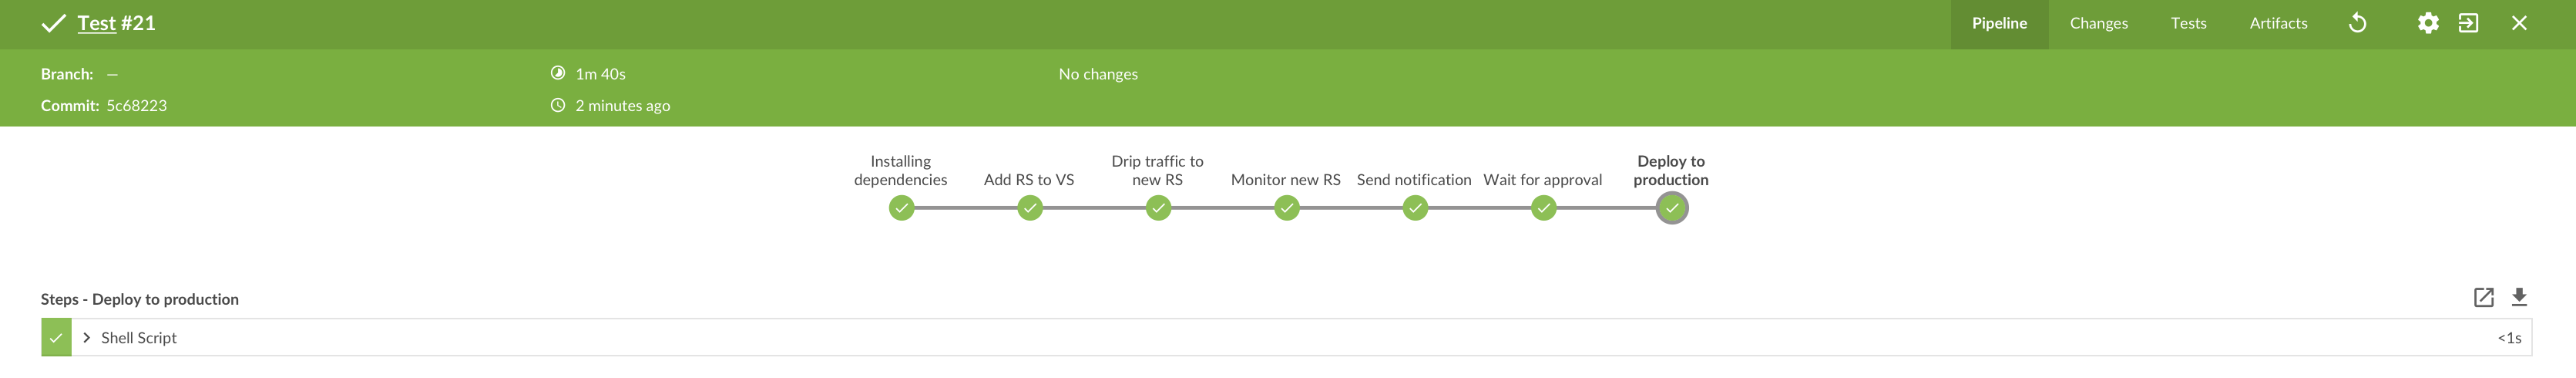 Test #21
Pipeline
Changes
Tests
Artifacts
Branch: —
1m 40s
No changes
Commit: 5c68223
2 minutes ago
Installing
dependencies
Add RS to VS
Drip traffic to
new RS
Monitor new RS
Send notification
Wait for approval
Deploy to
production
Steps - Deploy to production
Shell Script
<1s